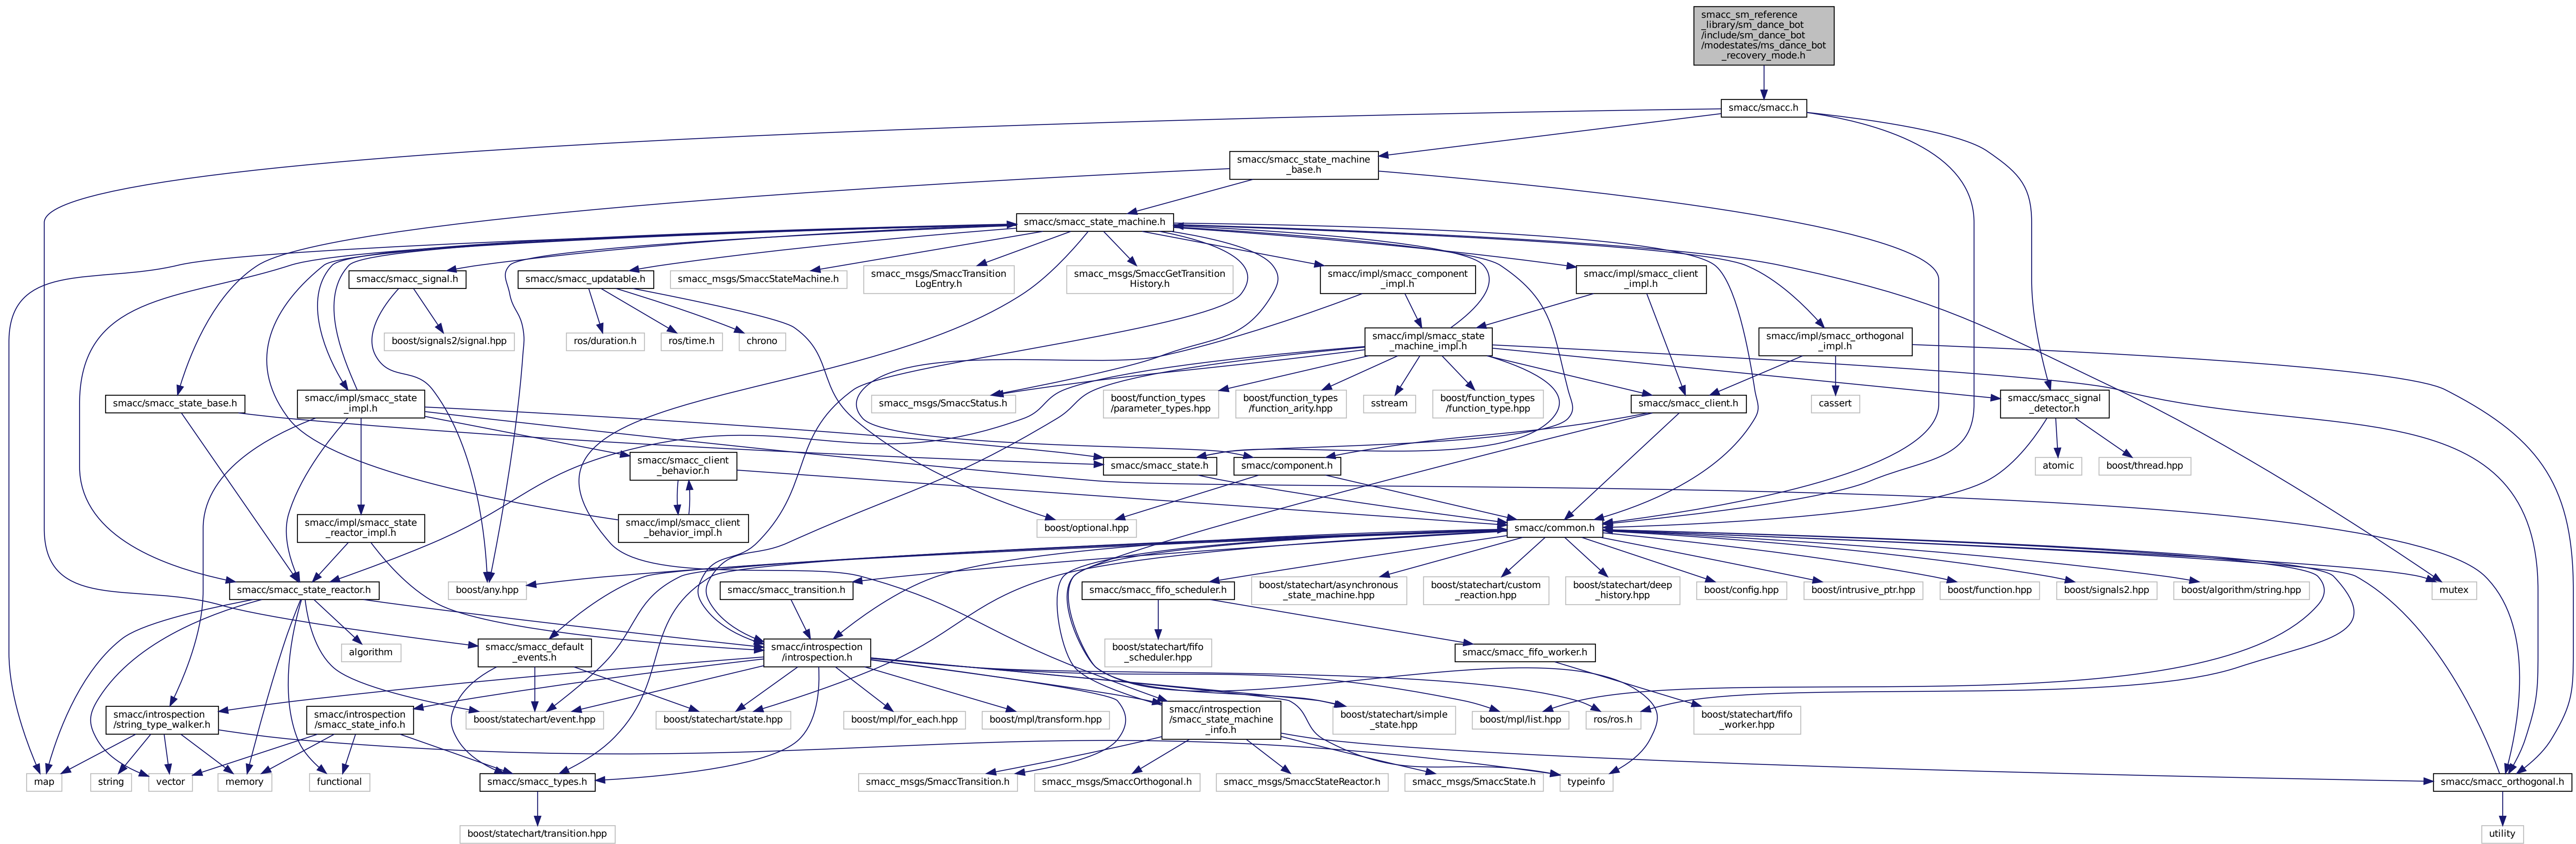 smacc_sm_reference
_library/sm_dance_bot
/include/sm_dance_bot
/modestates/ms_dance_bot
_recovery_mode.h
smacc/smacc.h
smacc/smacc_state_machine
_base.h
smacc/smacc_state_machine.h
smacc/smacc_signal.h
smacc/smacc_updatable.h
smacc_msgs/SmaccStateMachine.h
smacc_msgs/SmaccTransition
LogEntry.h
smacc_msgs/SmaccGetTransition
History.h
smacc/impl/smacc_component
_impl.h
smacc/impl/smacc_client
_impl.h
boost/signals2/signal.hpp
ros/duration.h
ros/time.h
chrono
smacc/impl/smacc_state
_machine_impl.h
smacc/impl/smacc_orthogonal
_impl.h
smacc/smacc_state_base.h
smacc/impl/smacc_state
_impl.h
smacc_msgs/SmaccStatus.h
boost/function_types
/parameter_types.hpp
boost/function_types
/function_arity.hpp
sstream
boost/function_types
/function_type.hpp
smacc/smacc_client.h
cassert
smacc/smacc_signal
_detector.h
smacc/smacc_client
_behavior.h
smacc/smacc_state.h
smacc/component.h
atomic
boost/thread.hpp
smacc/impl/smacc_state
_reactor_impl.h
smacc/impl/smacc_client
_behavior_impl.h
boost/optional.hpp
smacc/common.h
smacc/smacc_state_reactor.h
boost/any.hpp
smacc/smacc_transition.h
smacc/smacc_fifo_scheduler.h
boost/statechart/asynchronous
_state_machine.hpp
boost/statechart/custom
_reaction.hpp
boost/statechart/deep
_history.hpp
boost/config.hpp
boost/intrusive_ptr.hpp
boost/function.hpp
boost/signals2.hpp
boost/algorithm/string.hpp
mutex
algorithm
smacc/smacc_default
_events.h
smacc/introspection
/introspection.h
boost/statechart/fifo
_scheduler.hpp
smacc/smacc_fifo_worker.h
smacc/introspection
/string_type_walker.h
smacc/introspection
/smacc_state_info.h
boost/statechart/event.hpp
boost/statechart/state.hpp
boost/mpl/for_each.hpp
boost/mpl/transform.hpp
smacc/introspection
/smacc_state_machine
_info.h
boost/statechart/simple
_state.hpp
boost/mpl/list.hpp
ros/ros.h
boost/statechart/fifo
_worker.hpp
map
string
vector
memory
functional
smacc/smacc_types.h
smacc_msgs/SmaccTransition.h
smacc_msgs/SmaccOrthogonal.h
smacc_msgs/SmaccStateReactor.h
smacc_msgs/SmaccState.h
typeinfo
smacc/smacc_orthogonal.h
boost/statechart/transition.hpp
utility